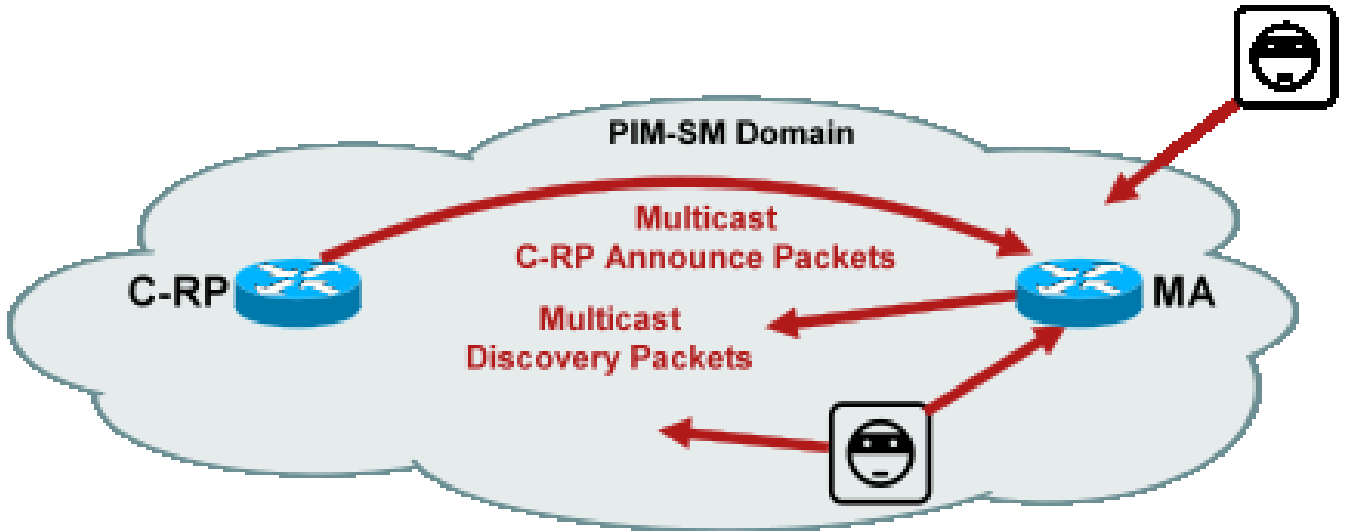 PIM-SM Domain
Multicast
C-RP Announce Packets
C-RP
MA
Multicast
Discovery Packets